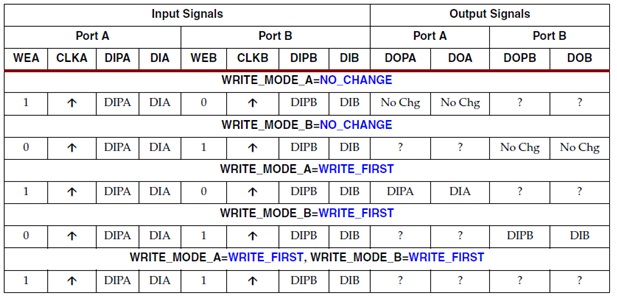 Input Signals Output Signals
Port A Port B Port A Port B
WEA CLKA DIPA DIA WEB CLKB DIPB DIB DOPA DOA DOPB DOB
WRITE_MODE_A=NO_CHANGE
1 ↑ DIPA DIA 0 ↑ DIPB DIB No Chg No Chg ? ?
WRITE_MODE_B=NO_CHANGE
0 ↑ DIPA DIA 1 ↑ DIPB DIB ? ? No Chg No Chg
WRITE_MODE_A=WRITE_FIRST
1 ↑ DIPA DIA 0 ↑ DIPB DIB DIPA DIA ? ?
WRITE_MODE_B=WRITE_FIRST
0 ↑ DIPA DIA 1 ↑ DIPB DIB ? ? DIPB DIB
WRITE_MODE_A=WRITE_FIRST, WRITE_MODE_B=WRITE_FIRST
1 ↑ DIPA DIA 1 ↑ DIPB DIB ? ? ? ?